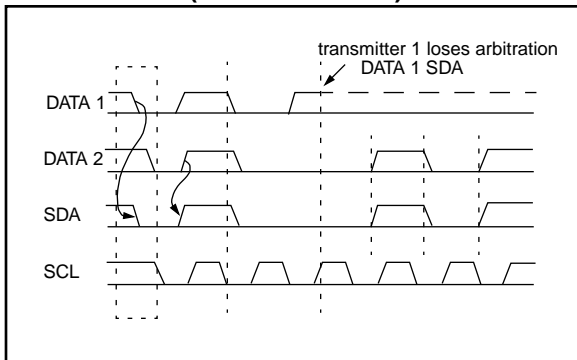 transmitter 1 loses arbitration
DATA 1 SDA
DATA 1
DATA 2
SDA
SCL